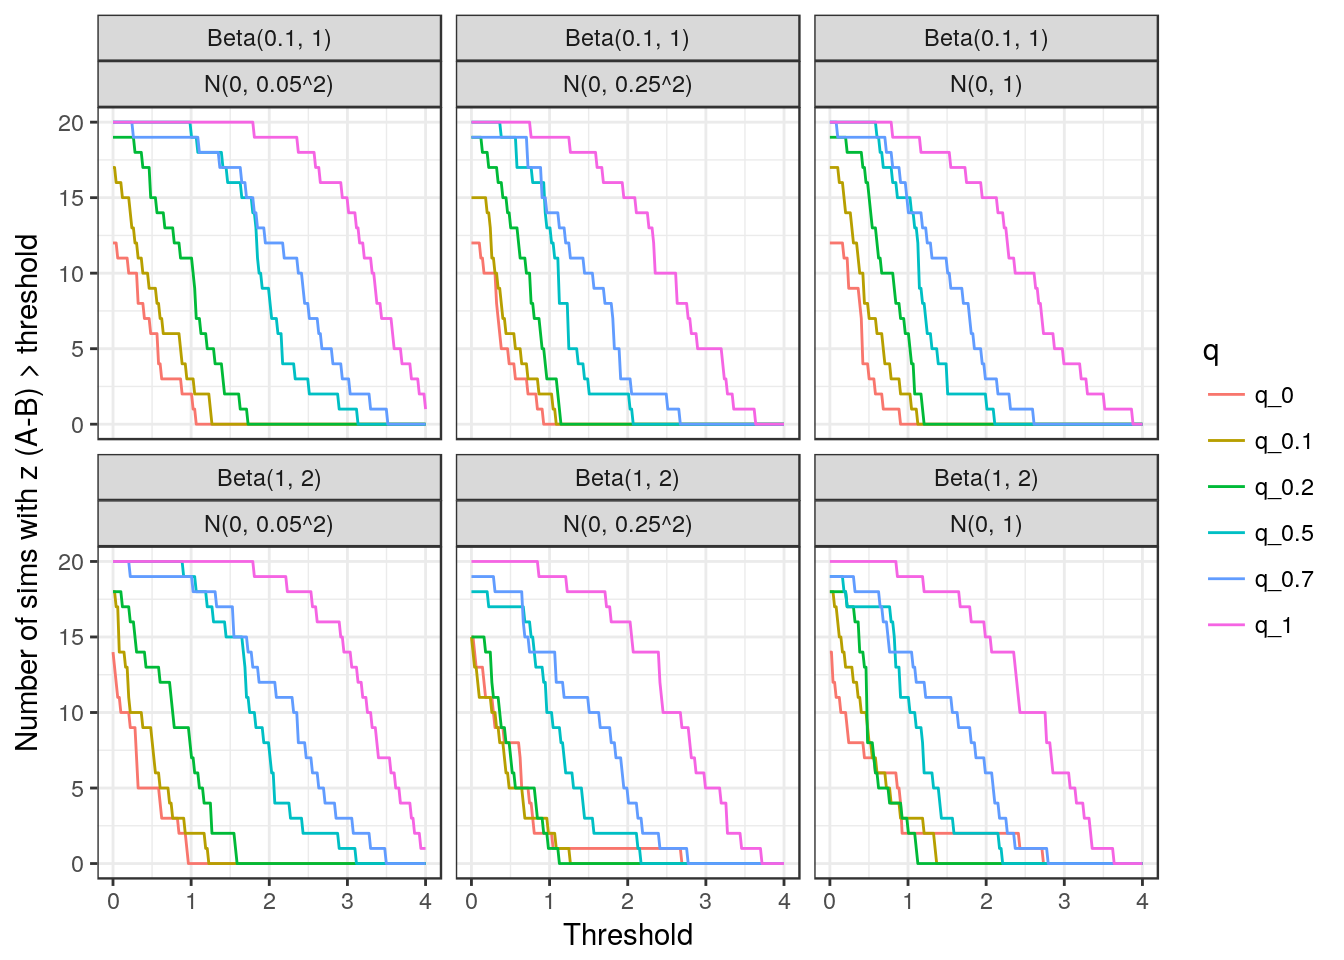 Beta(0.1, 1) Beta(0.1, 1) Beta(0.1, 1)
N(0, 0.05^2) N(0, 0.25^2) N(0, 1)
20
15
10
5
0
Beta(1, 2) Beta(1, 2) Beta(1, 2)
N(0, 0.05^2) N(0, 0.25^2) N(0, 1)
20
15
10
5
0
0 1 2 3 4 0 1 2 3 4 0 1 2 3 4
Threshold
Number of sims with z (A-B) > threshold
q
q_0
q_0.1
q_0.2
q_0.5
q_0.7
q_1